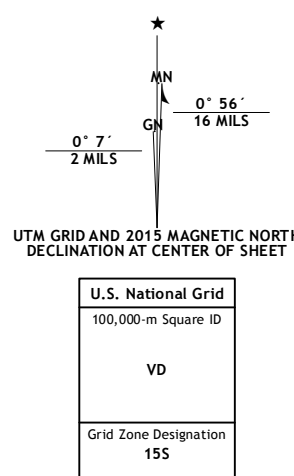 ★
MN
0° 56´
16 MILS
GN
0° 7´
2 MILS
UTM GRID AND 2015 MAGNETIC NORTH
DECLINATION AT CENTER OF SHEET
U.S. National Grid
100,000-m Square ID
VD
Grid Zone Designation
15S